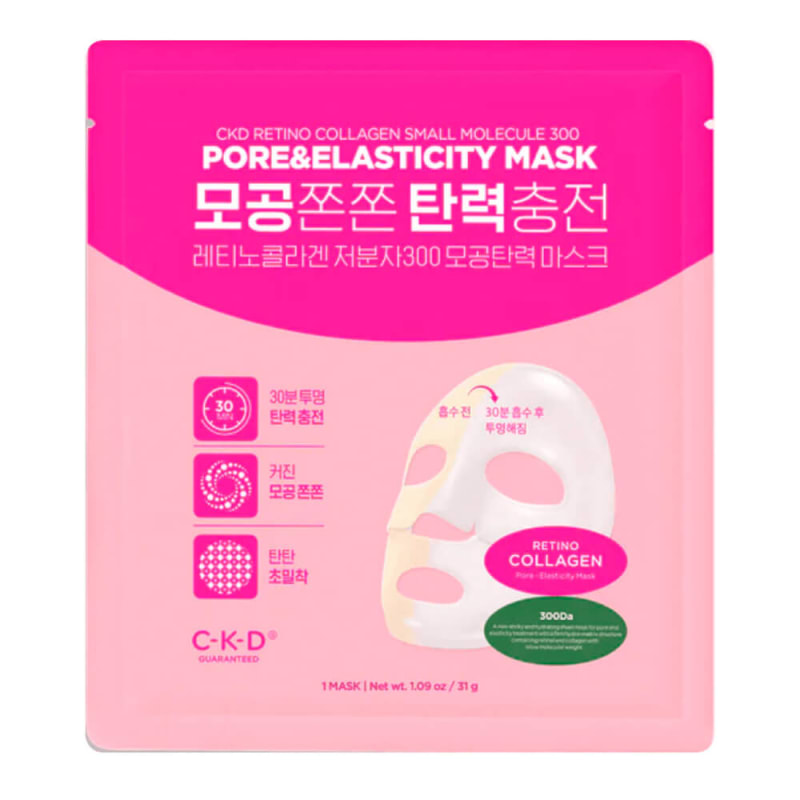 CKD RETINO COLLAGEN SMALL MOLECULE 300
PORE&ELASTICITY MASK
모공쫀쫀 탄력충전
레티노콜라겐 저분자300 모공탄력 마스크
30
MIN
30분 투명
탄력 충전
커진
모공 쫀쫀
탄탄
초밀착
흡수 전
30분 흡수 후
투명해짐
RETINO
COLLAGEN
Pore-Elasticity Mask
300Da
C-K-D®
GUARANTEED
1 MASK | Net wt. 1.09 oz / 31 g